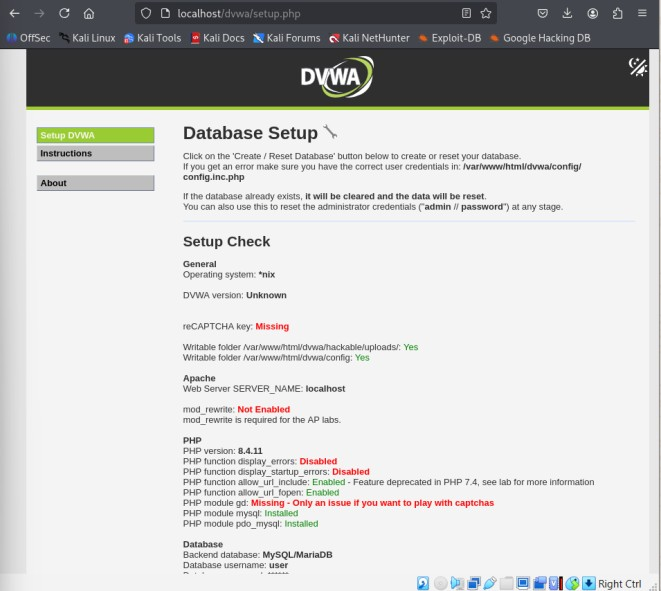 localhost/dvwa/setup.php
OffSec Kali Linux Kali Tools Kali Docs Kali Forums Kali NetHunter Exploit-DB Google Hacking DB
DVWA
Setup DVWA
Instructions
About
Database Setup
Click on the 'Create / Reset Database' button below to create or reset your database.
If you get an error make sure you have the correct user credentials in: /var/www/html/dvwa/config/
config.inc.php
If the database already exists, it will be cleared and the data will be reset.
You can also use this to reset the administrator credentials ("admin // password") at any stage.
Setup Check
General
Operating system: *nix
DVWA version: Unknown
reCAPTCHA key: Missing
Writable folder /var/www/html/dvwa/hackable/uploads/: Yes
Writable folder /var/www/html/dvwa/config: Yes
Apache
Web Server SERVER_NAME: localhost
mod_rewrite: Not Enabled
mod_rewrite is required for the AP labs.
PHP
PHP version: 8.4.11
PHP function display_errors: Disabled
PHP function display_startup_errors: Disabled
PHP function allow_url_include: Enabled - Feature deprecated in PHP 7.4, see lab for more information
PHP function allow_url_fopen: Enabled
PHP module gd: Missing - Only an issue if you want to play with captchas
PHP module mysql: Installed
PHP module pdo_mysql: Installed
Database
Backend database: MySQL/MariaDB
Database username: user
Right Ctrl